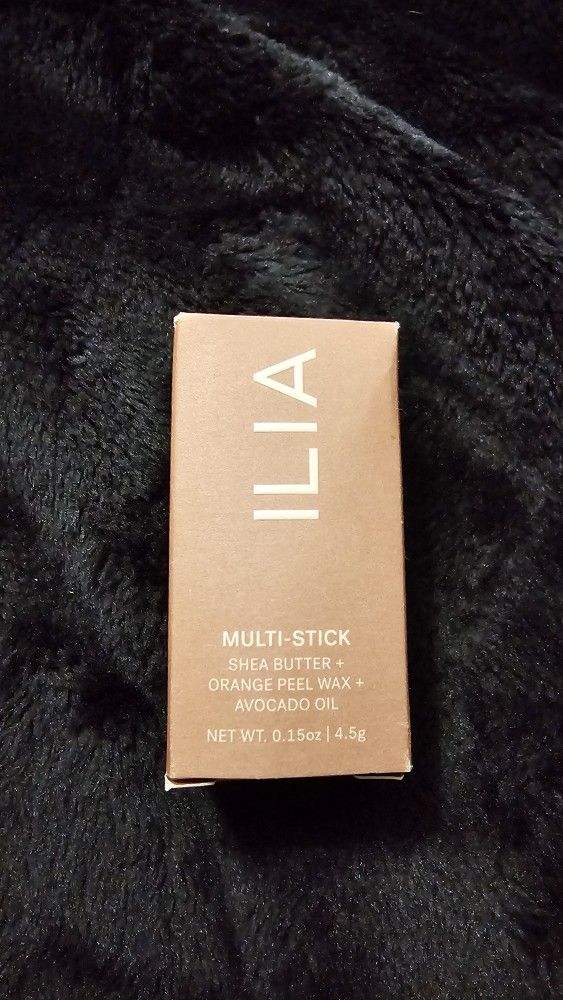 ILIA
MULTI-STICK
SHEA BUTTER +
ORANGE PEEL WAX +
AVOCADO OIL
NET WT. 0.15oz | 4.5g